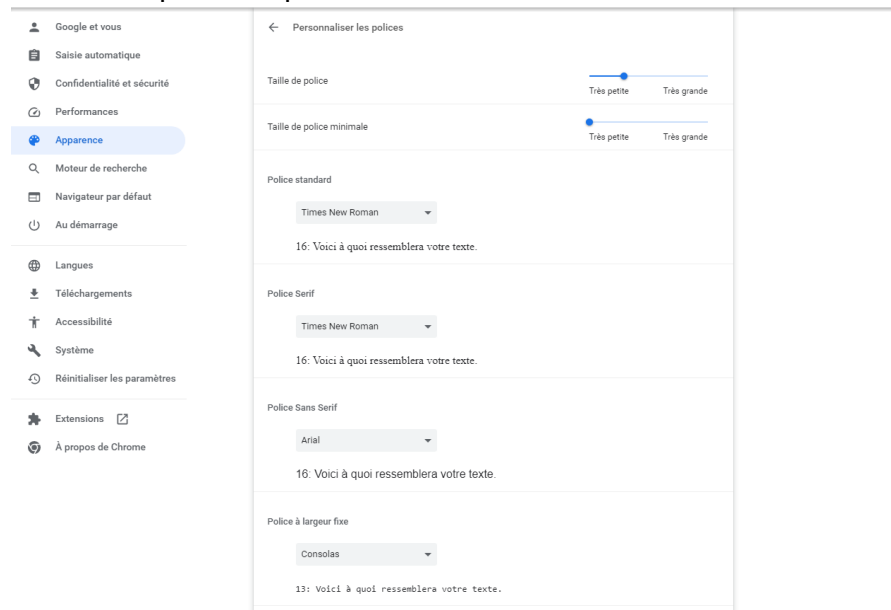 Google et vous
Saisie automatique
Confidentialité et sécurité
Performances
Apparence
Moteur de recherche
Navigateur par défaut
Au démarrage
Langues
Téléchargements
Accessibilité
Système
Réinitialiser les paramètres
Extensions
À propos de Chrome
Personnaliser les polices
Taille de police
Très petite Très grande
Taille de police minimale
Très petite Très grande
Police standard
Times New Roman
16: Voici à quoi ressemblera votre texte.
Police Serif
Times New Roman
16: Voici à quoi ressemblera votre texte.
Police Sans Serif
Arial
16: Voici à quoi ressemblera votre texte.
Police à largeur fixe
Consolas
13: Voici à quoi ressemblera votre texte.